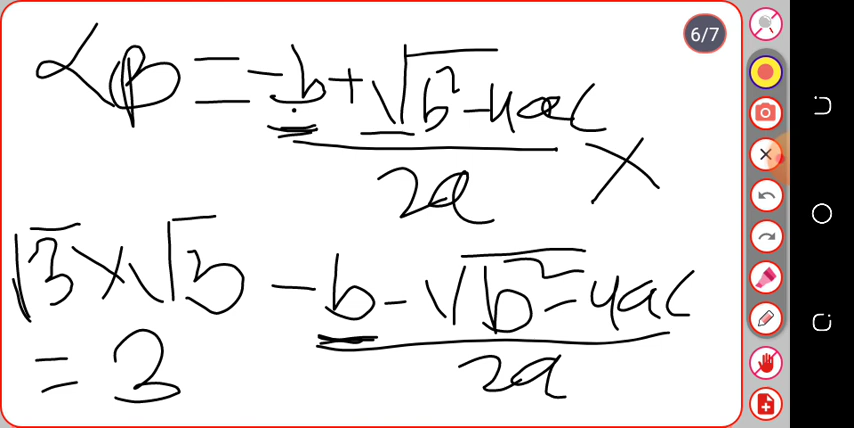 6/7
αβ = -b + √b² - 4ac
2a ×
√3 × √3 -b - √b² - 4ac
= 3 2a